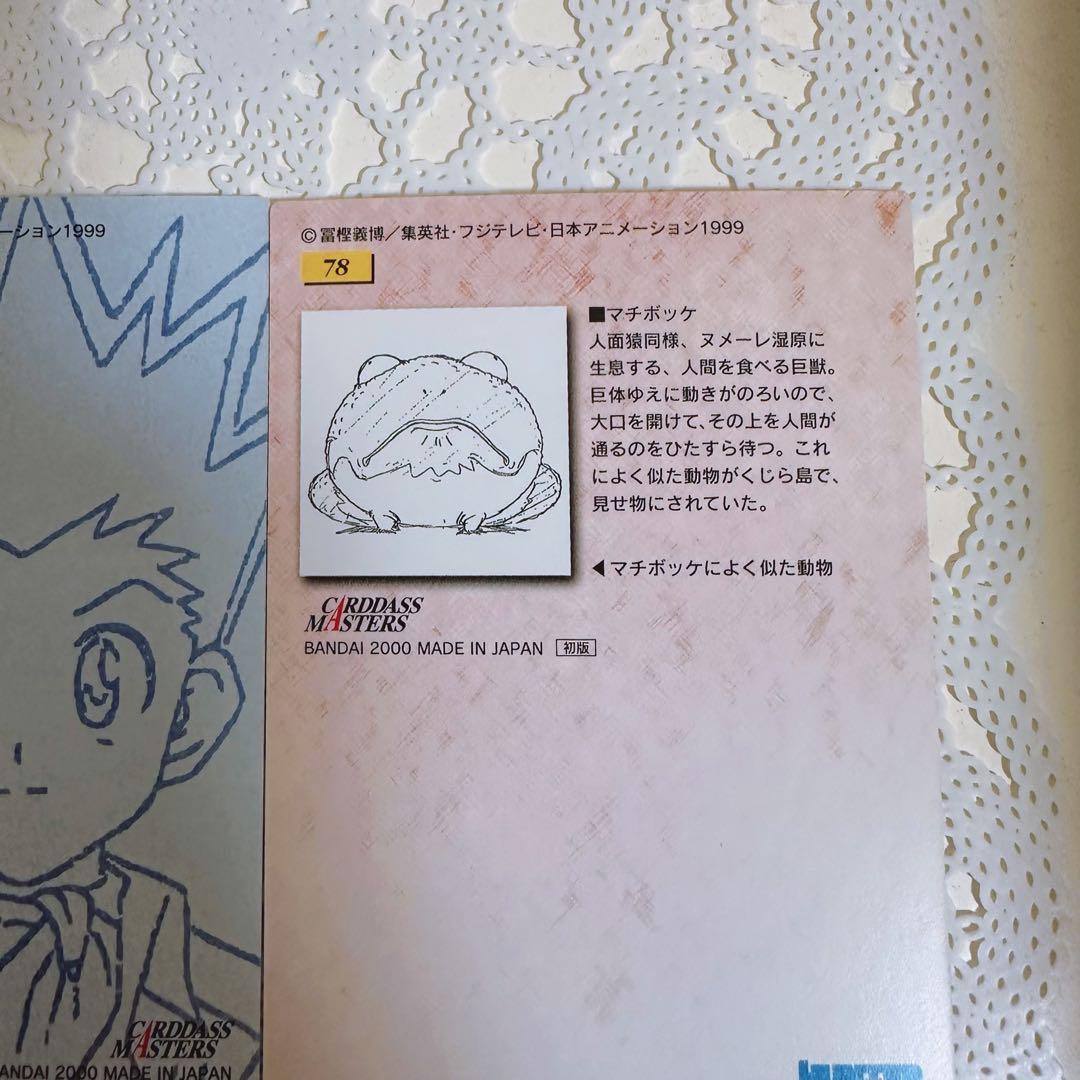 ーション1999
©冨樫義博／集英社・フジテレビ・日本アニメーション1999
78
■マチボッケ
人面猿同様、ヌメーレ湿原に
生息する、人間を食べる巨獣。
巨体ゆえに動きがのろいので、
大口を開けて、その上を人間が
通るのをひたすら待つ。これ
によく似た動物がくじら島で、
見せ物にされていた。
◀マチボッケによく似た動物
CARDDASS
MASTERS
BANDAI 2000 MADE IN JAPAN 初版
CARDDASS
MASTERS
ANDAI 2000 MADE IN JAPAN